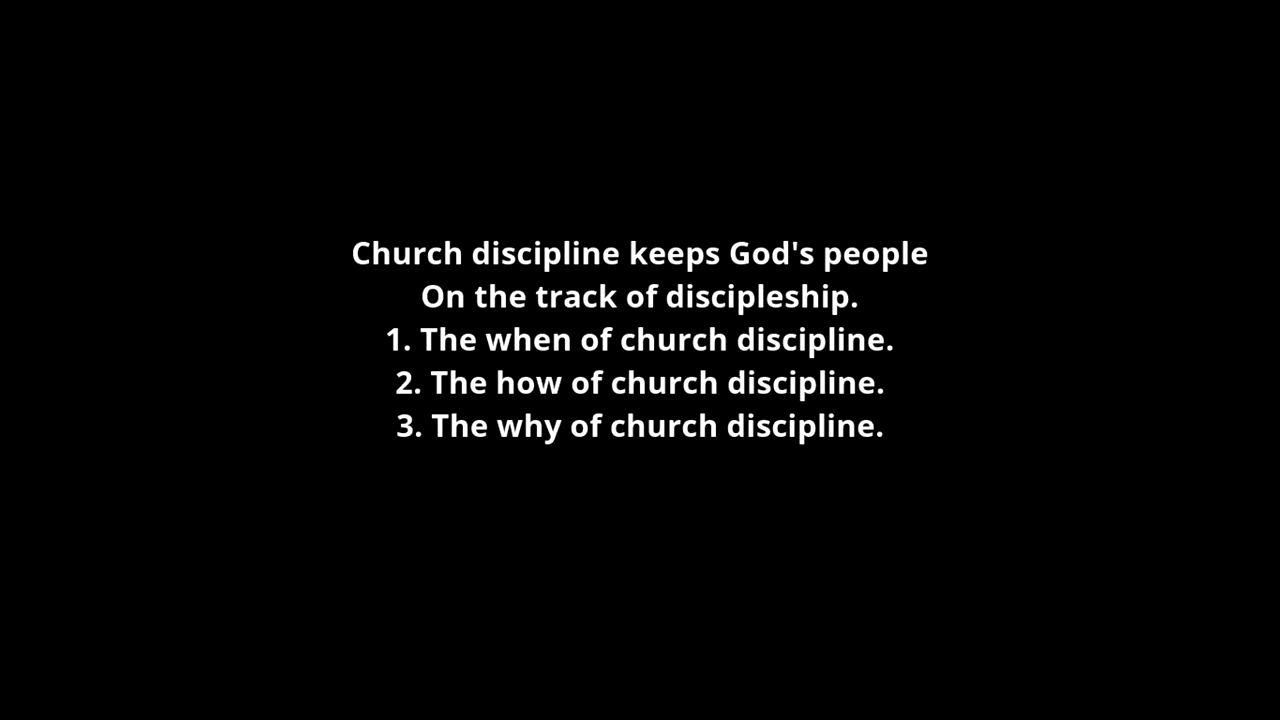 Church discipline keeps God's people
On the track of discipleship.
1. The when of church discipline.
2. The how of church discipline.
3. The why of church discipline.